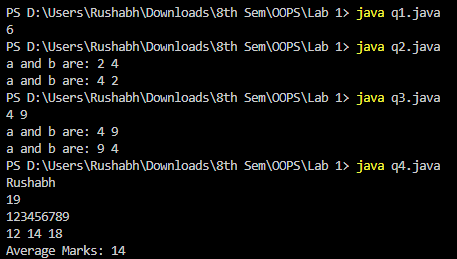 PS D:\Users\Rushabh\Downloads\8th Sem\OOPS\Lab 1> java q1.java
6
PS D:\Users\Rushabh\Downloads\8th Sem\OOPS\Lab 1> java q2.java
a and b are: 2 4
a and b are: 4 2
PS D:\Users\Rushabh\Downloads\8th Sem\OOPS\Lab 1> java q3.java
4 9
a and b are: 4 9
a and b are: 9 4
PS D:\Users\Rushabh\Downloads\8th Sem\OOPS\Lab 1> java q4.java
Rushabh
19
123456789
12 14 18
Average Marks: 14